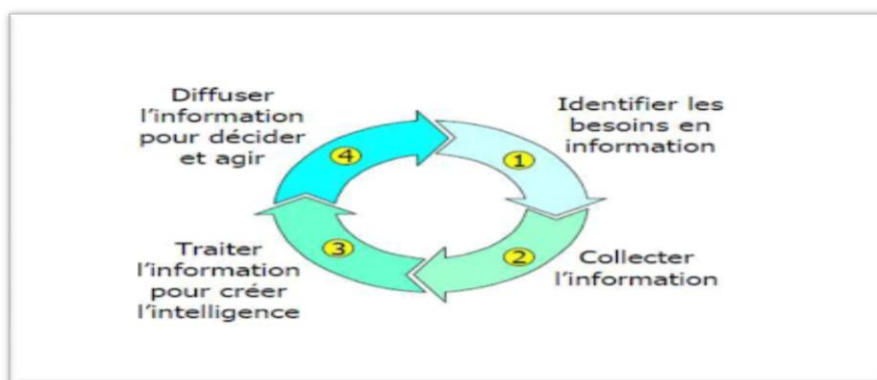 Identifier les
besoins en
information
1
Collecter
l'information
2
Traiter
l'information
pour créer
l'intelligence
3
Diffuser
l'information
pour décider
et agir
4